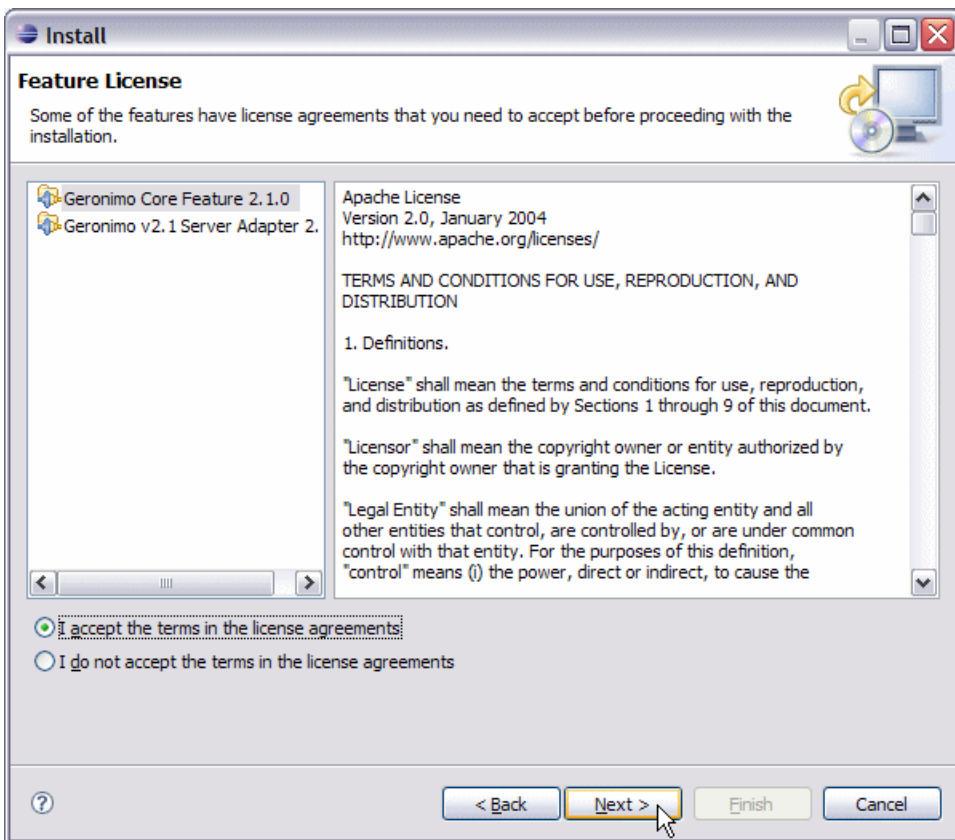 Install
Feature License
Some of the features have license agreements that you need to accept before proceeding with the
installation.
Geronimo Core Feature 2.1.0
Geronimo v2.1 Server Adapter 2.
Apache License
Version 2.0, January 2004
http://www.apache.org/licenses/
TERMS AND CONDITIONS FOR USE, REPRODUCTION, AND
DISTRIBUTION
1. Definitions.
"License" shall mean the terms and conditions for use, reproduction,
and distribution as defined by Sections 1 through 9 of this document.
"Licensor" shall mean the copyright owner or entity authorized by
the copyright owner that is granting the License.
"Legal Entity" shall mean the union of the acting entity and all
other entities that control, are controlled by, or are under common
control with that entity. For the purposes of this definition,
"control" means (i) the power, direct or indirect, to cause the
I accept the terms in the license agreements
I do not accept the terms in the license agreements
?
< Back
Next >
Finish
Cancel